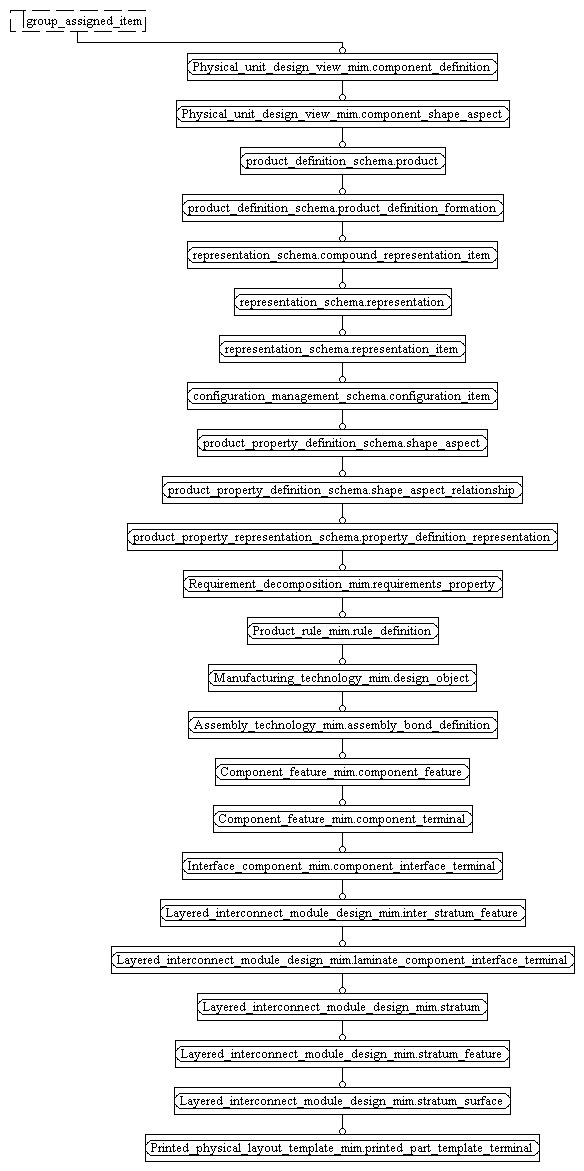 group_assigned_item
Physical_unit_design_view_mim.component_definition
Physical_unit_design_view_mim.component_shape_aspect
product_definition_schema.product
product_definition_schema.product_definition_formation
representation_schema.compound_representation_item
representation_schema.representation
representation_schema.representation_item
configuration_management_schema.configuration_item
product_property_definition_schema.shape_aspect
product_property_definition_schema.shape_aspect_relationship
product_property_representation_schema.property_definition_representation
Requirement_decomposition_mim.requirements_property
Product_rule_mim.rule_definition
Manufacturing_technology_mim.design_object
Assembly_technology_mim.assembly_bond_definition
Component_feature_mim.component_feature
Component_feature_mim.component_terminal
Interface_component_mim.component_interface_terminal
Layered_interconnect_module_design_mim.inter_stratum_feature
Layered_interconnect_module_design_mim.laminate_component_interface_terminal
Layered_interconnect_module_design_mim.stratum
Layered_interconnect_module_design_mim.stratum_feature
Layered_interconnect_module_design_mim.stratum_surface
Printed_physical_layout_template_mim.printed_part_template_terminal